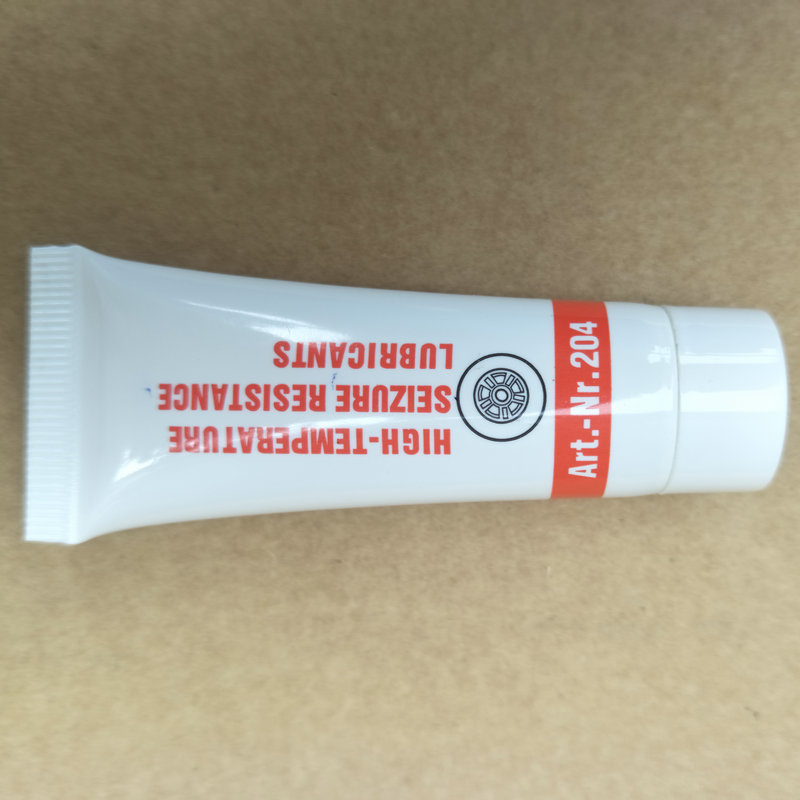 HIGH-TEMPERATURE
SEIZURE RESISTANCE
LUBRICANTS
Art.-Nr.204